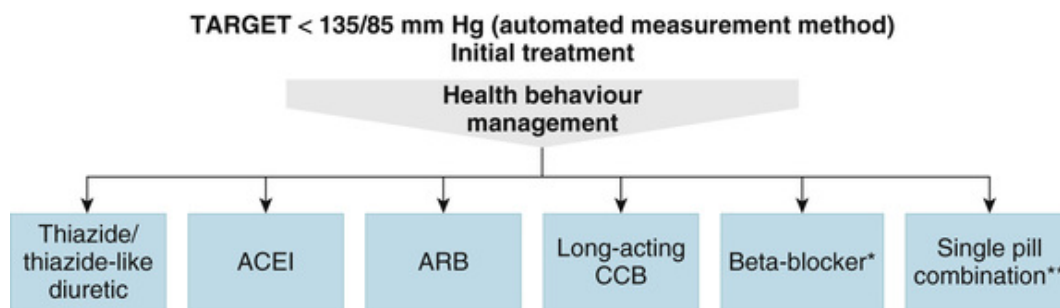 TARGET < 135/85 mm Hg (automated measurement method)
Initial treatment
Health behaviour
management
Thiazide/
thiazide-like
diuretic
ACEI
ARB
Long-acting
CCB
Beta-blocker*
Single pill
combination**